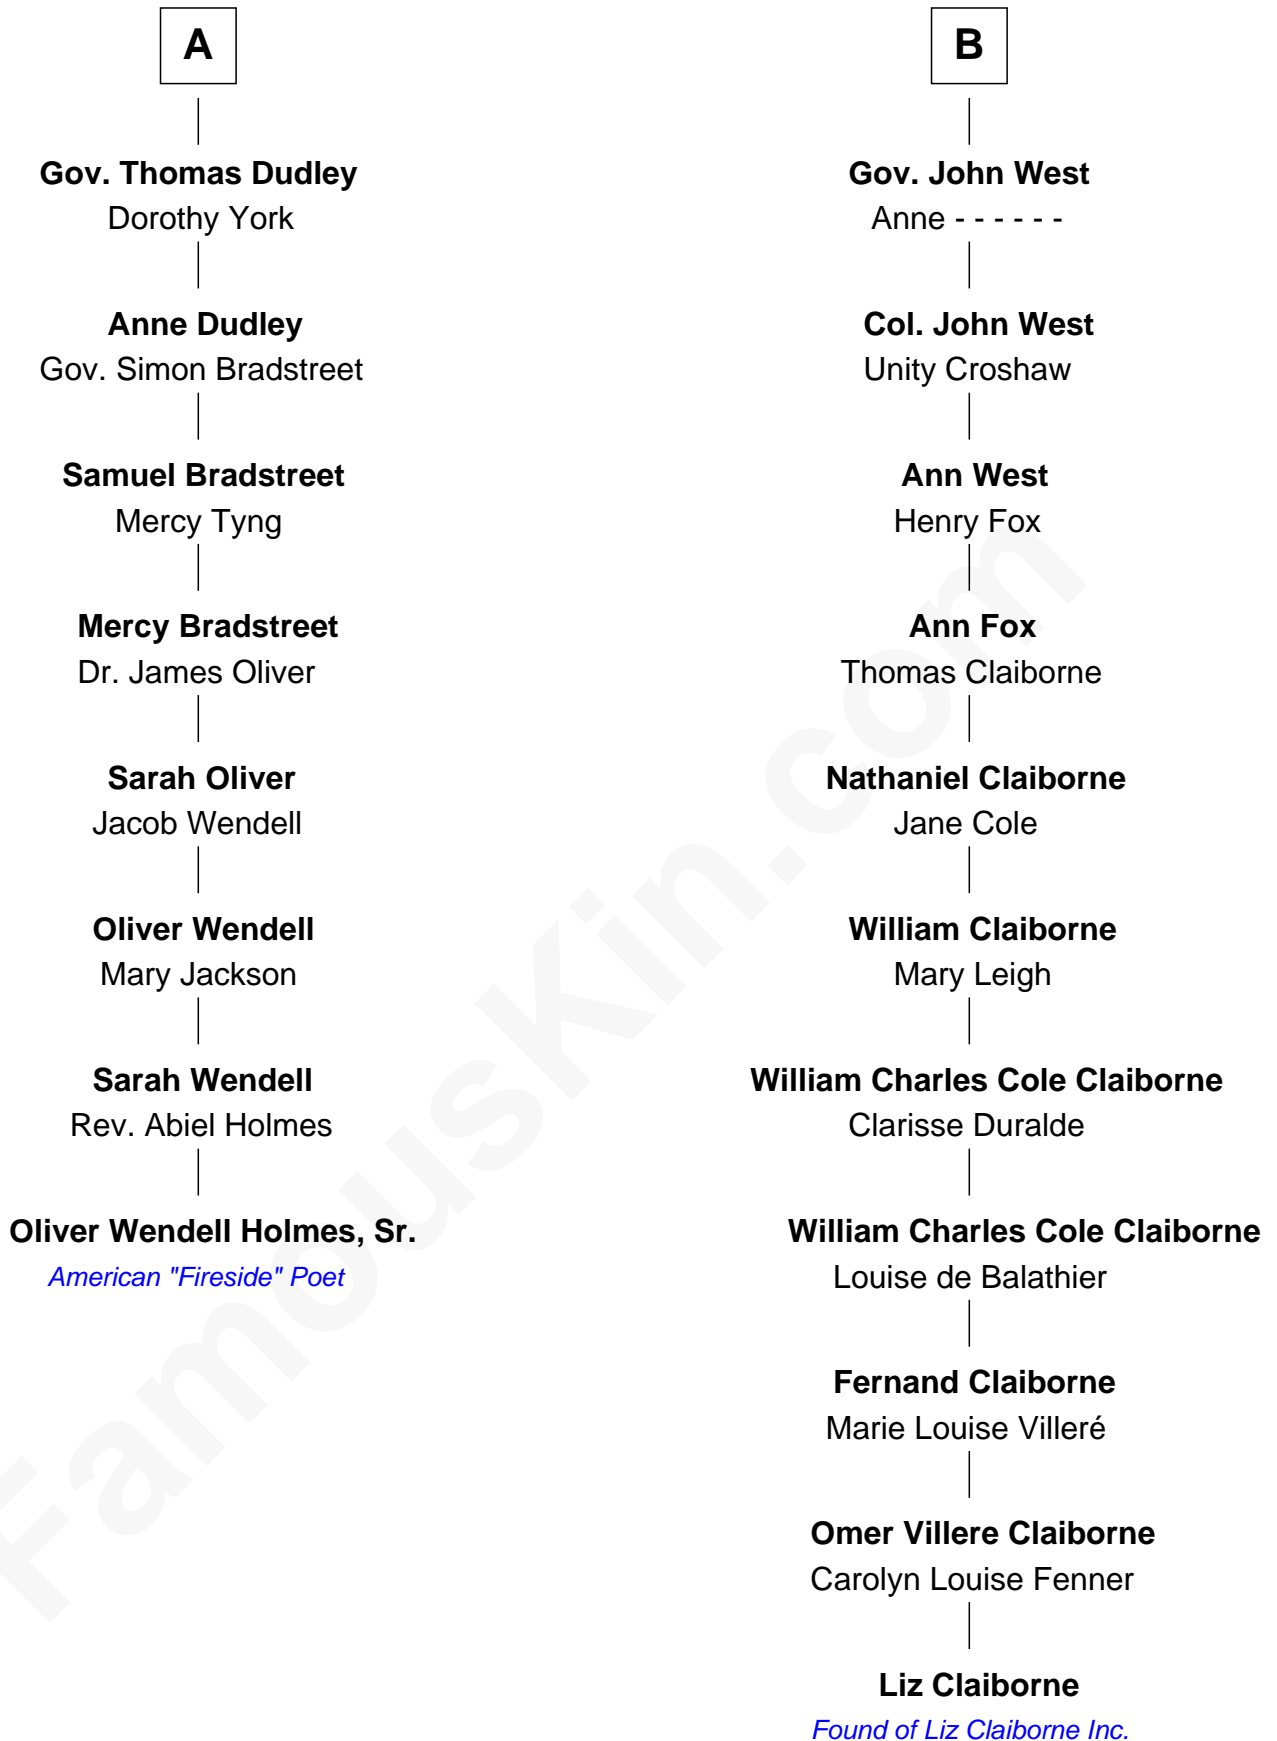 A
Gov. Thomas Dudley
Dorothy York
Anne Dudley
Gov. Simon Bradstreet
Samuel Bradstreet
Mercy Tyng
Mercy Bradstreet
Dr. James Oliver
Sarah Oliver
Jacob Wendell
Oliver Wendell
Mary Jackson
Sarah Wendell
Rev. Abiel Holmes
Oliver Wendell Holmes, Sr.
American "Fireside" Poet
B
Gov. John West
Anne - - - - - -
Col. John West
Unity Croshaw
Ann West
Henry Fox
Ann Fox
Thomas Claiborne
Nathaniel Claiborne
Jane Cole
William Claiborne
Mary Leigh
William Charles Cole Claiborne
Clarisse Duralde
William Charles Cole Claiborne
Louise de Balathier
Fernand Claiborne
Marie Louise Villeré
Omer Villere Claiborne
Carolyn Louise Fenner
Liz Claiborne
Found of Liz Claiborne Inc.
FamousKin.com